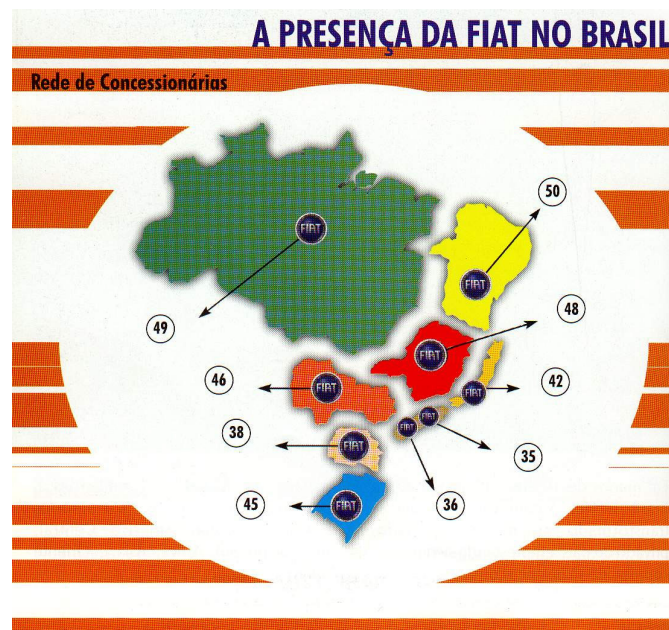 A PRESENÇA DA FIAT NO BRASIL
Rede de Concessionárias
50
FIAT
FIAT
48
49
FIAT
46
FIAT
42
FIAT
FIAT
38
FIAT
FIAT
35
36
45
FIAT